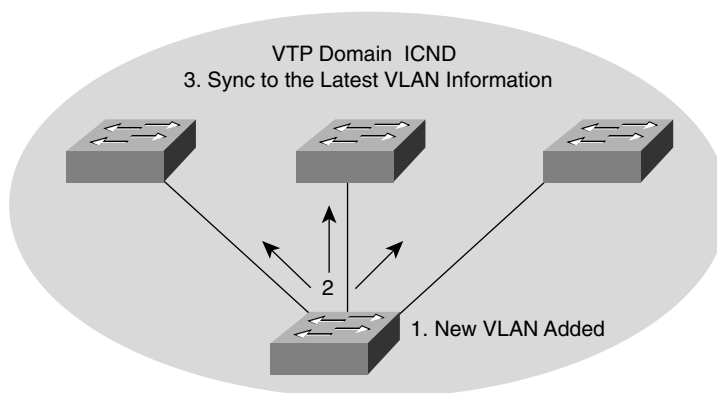 VTP Domain ICND
3. Sync to the Latest VLAN Information
2
1. New VLAN Added